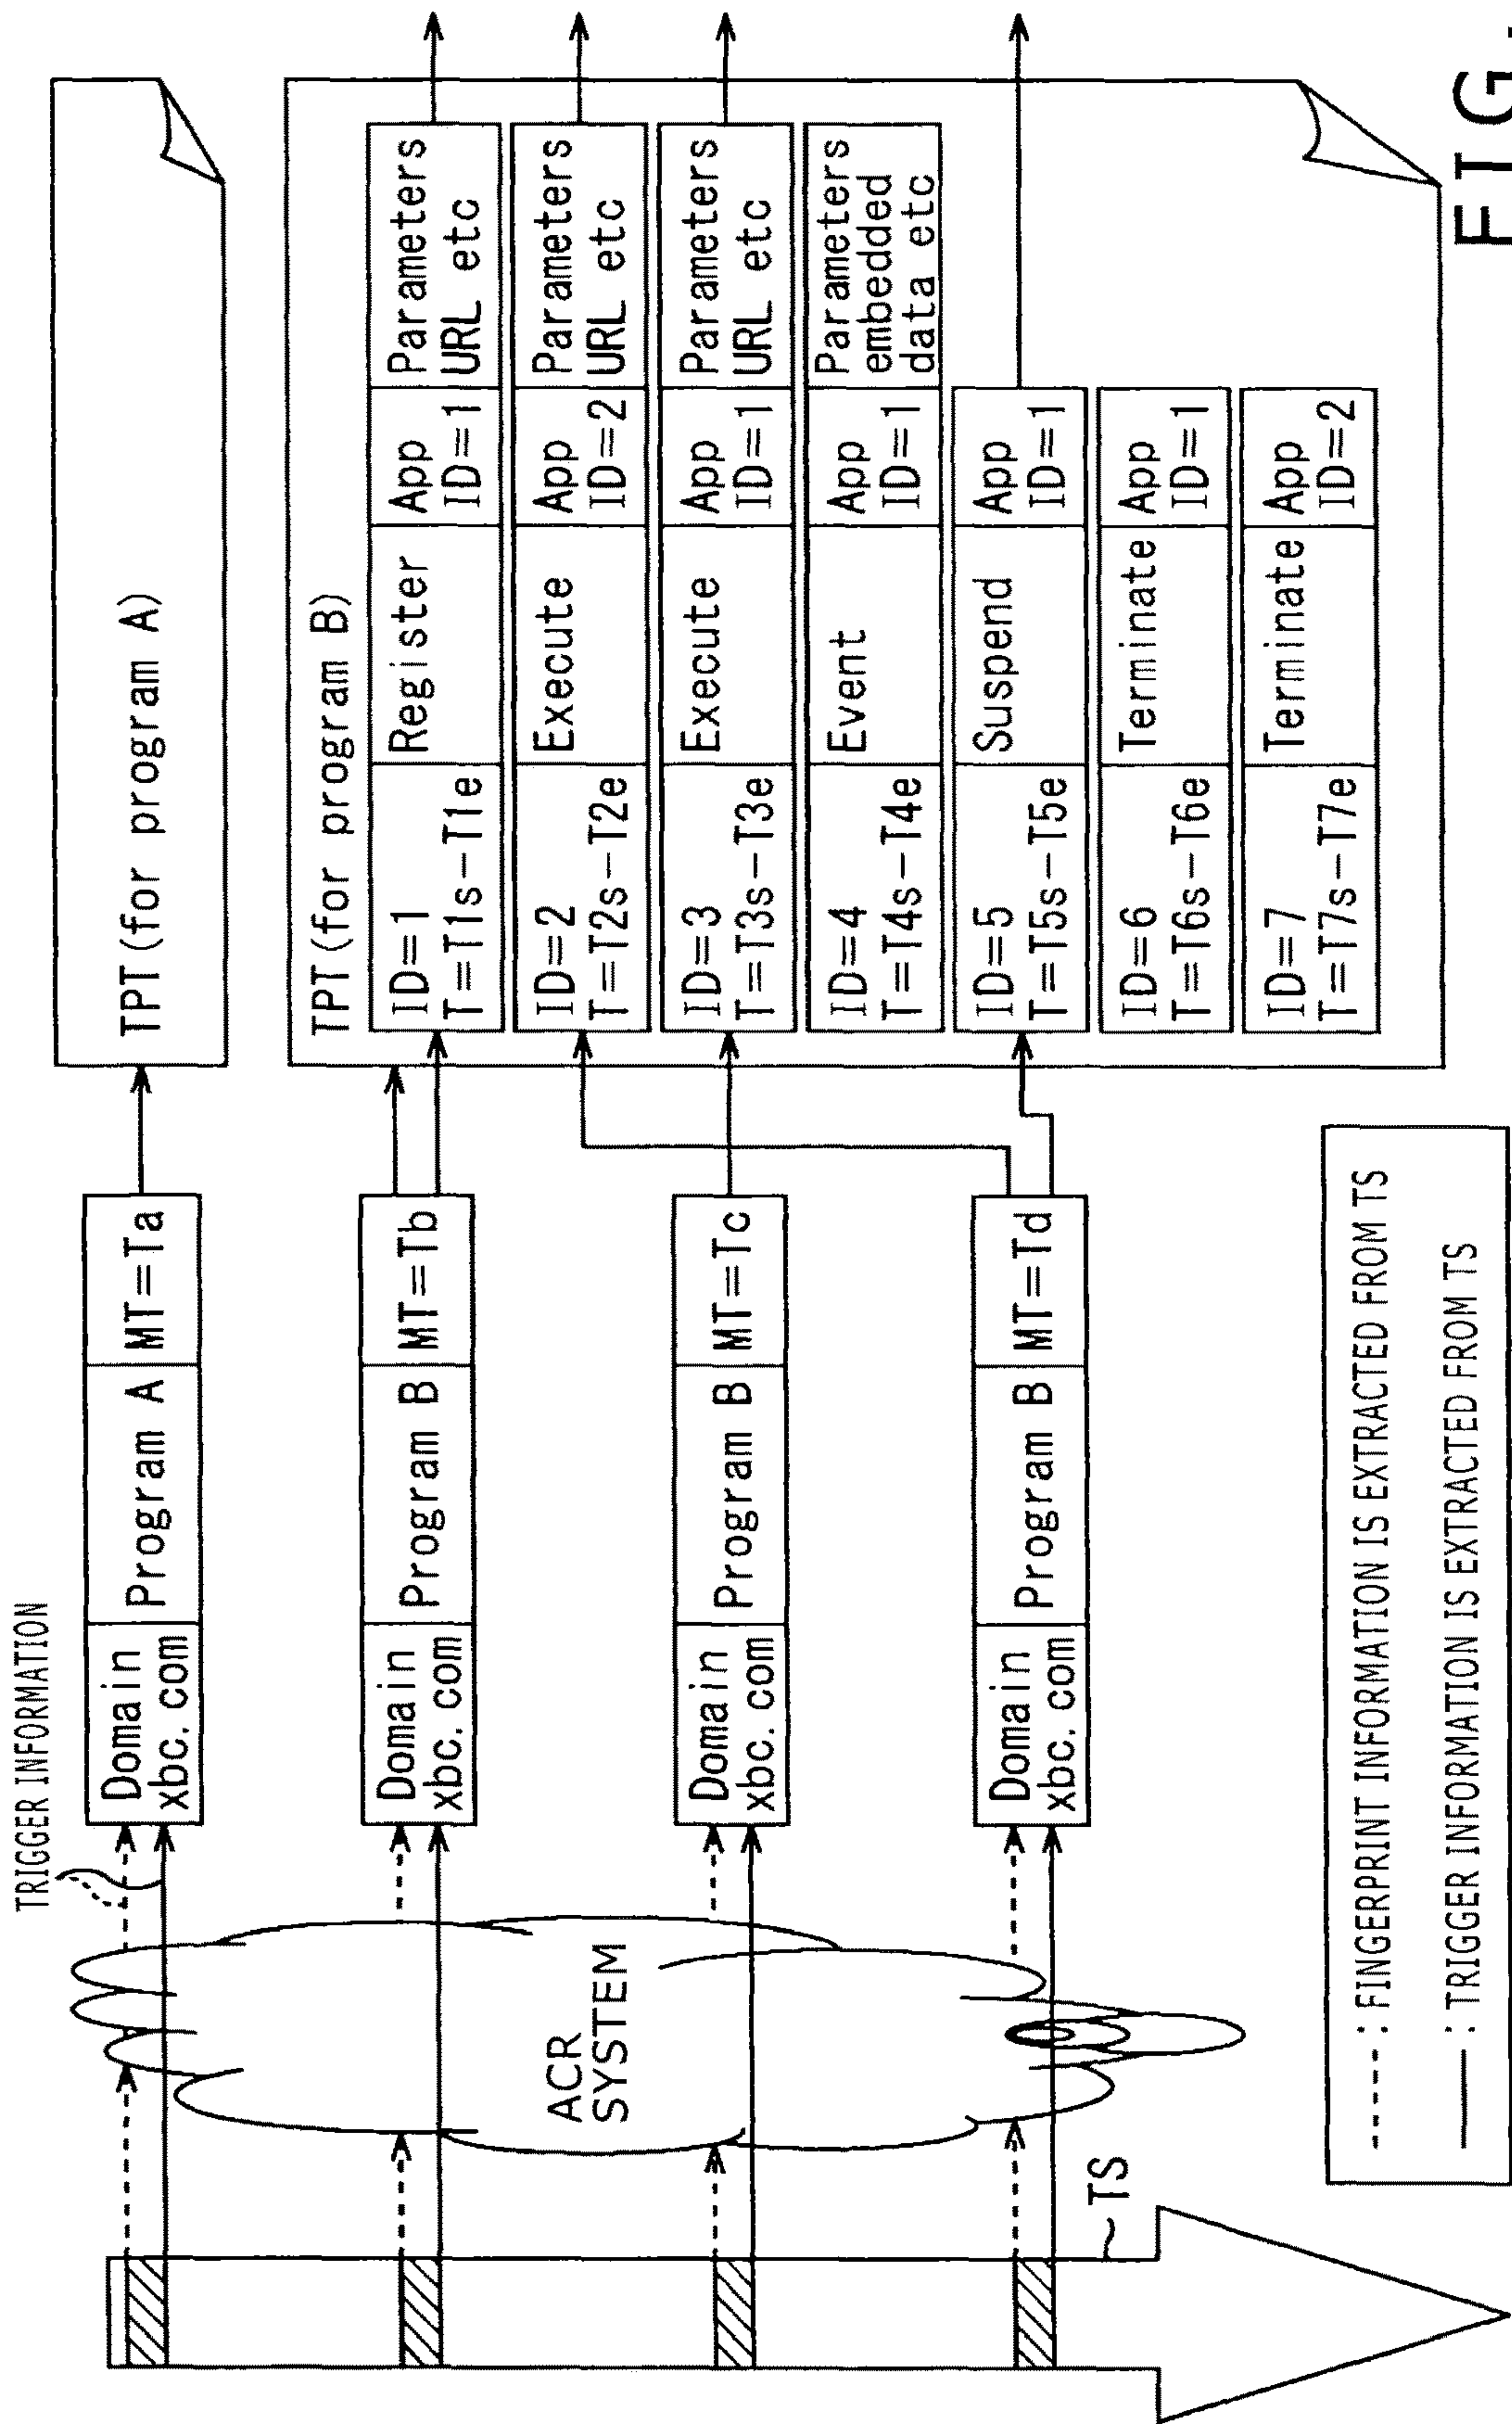 TRIGGER INFORMATION
Domain
xbc.com
Program A
MT=Ta
TPT(for program A)
Domain
xbc.com
Program B
MT=Tb
Domain
xbc.com
Program B
MT=Tc
Domain
xbc.com
Program B
MT=Td
ACR
SYSTEM
TS
TPT(for program B)
ID=1
T=T1s-T1e
Register
App
ID=1
Parameters
URL etc
ID=2
T=T2s-T2e
Execute
App
ID=2
Parameters
URL etc
ID=3
T=T3s-T3e
Execute
App
ID=1
Parameters
URL etc
ID=4
T=T4s-T4e
Event
App
ID=1
Parameters
embedded
data etc
ID=5
T=T5s-T5e
Suspend
App
ID=1
ID=6
T=T6s-T6e
Terminate
App
ID=1
ID=7
T=T7s-T7e
Terminate
App
ID=2
-----: FINGERPRINT INFORMATION IS EXTRACTED FROM TS
——: TRIGGER INFORMATION IS EXTRACTED FROM TS
FIG.